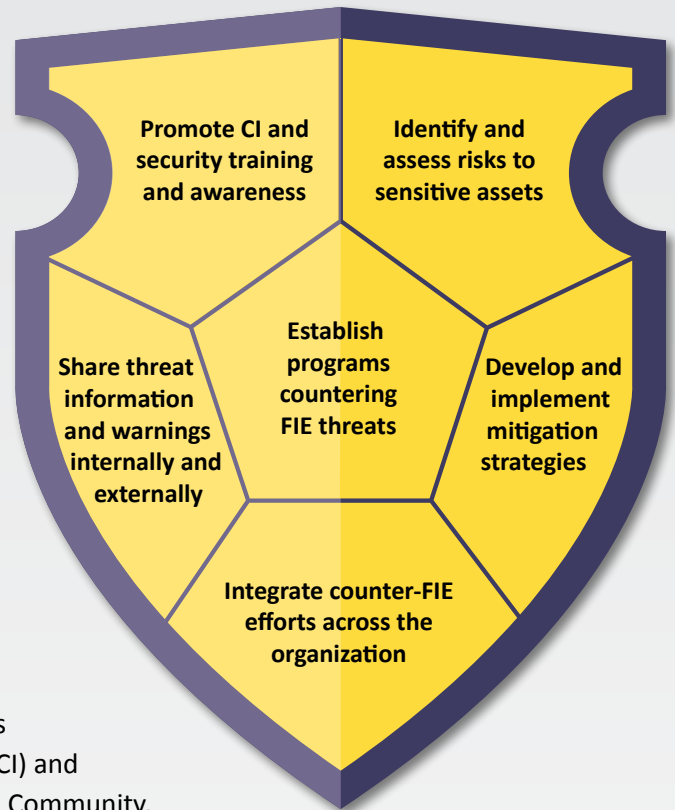 Promote CI and
security training
and awareness
Identify and
assess risks to
sensitive assets
Establish
programs
countering
FIE threats
Share threat
information
and warnings
internally and
externally
Develop and
implement
mitigation
strategies
Integrate counter-FIE
efforts across the
organization
s
CI) and
Community.